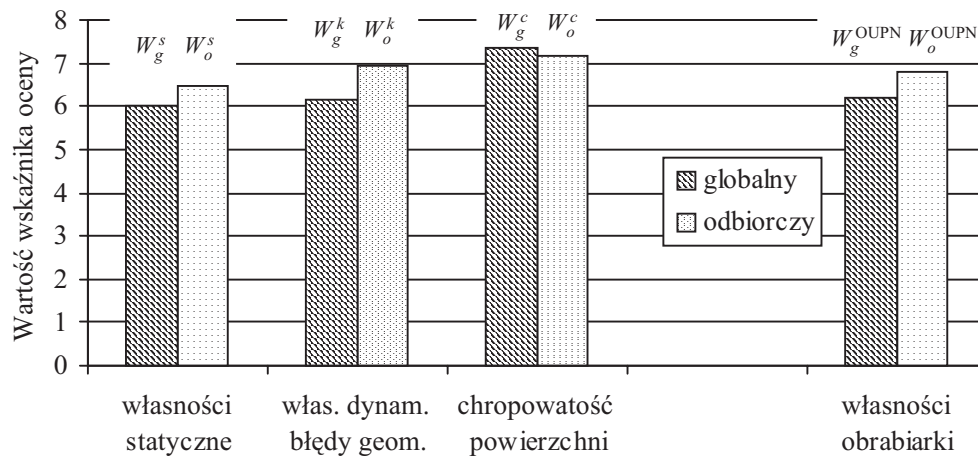 Wartość wskaźnika oceny
8
7
6
5
4
3
2
1
0
W_g^s W_o^s
W_g^k W_o^k
W_g^c W_o^c
W_g^OUPN W_o^OUPN
globalny
odbiorczy
własności
statyczne
włas. dynam.
błędy geom.
chropowatość
powierzchni
własności
obrabiarki